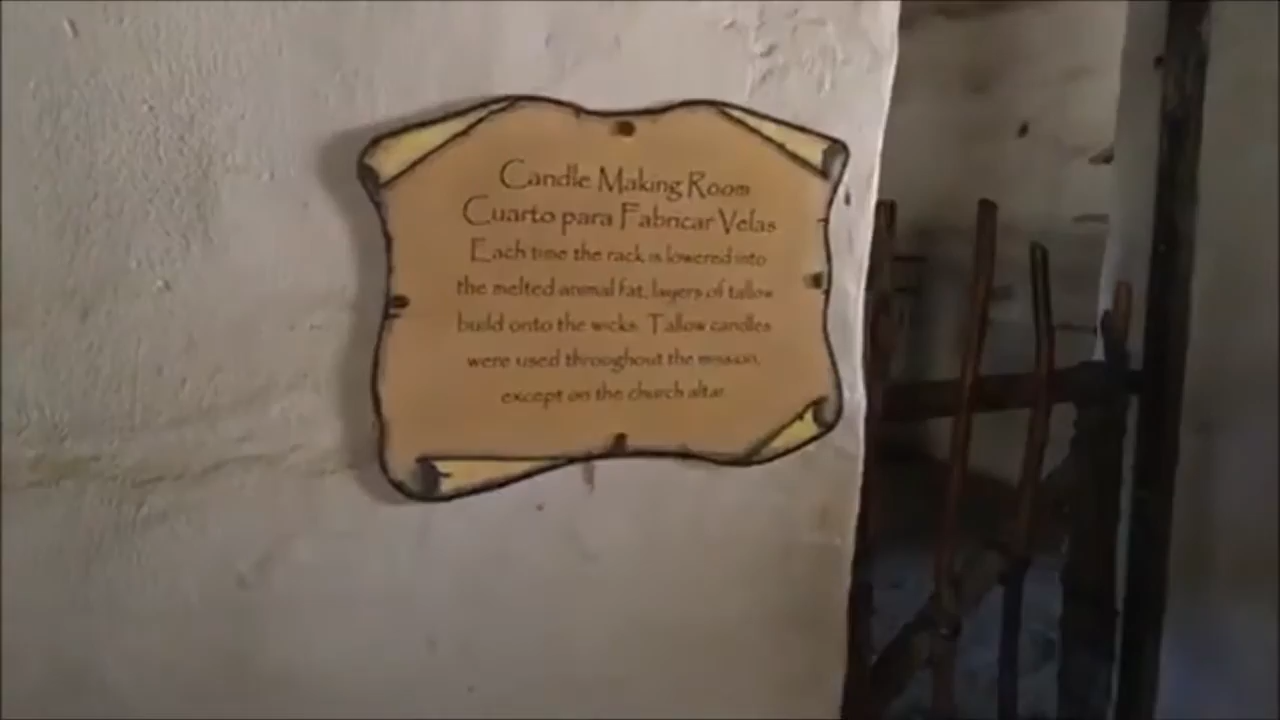 Candle Making Room
Cuarto para Fabricar Velas
Each time the rack is lowered into
the melted animal fat, layers of tallow
build onto the wicks. Tallow candles
were used throughout the mission,
except on the church altar.